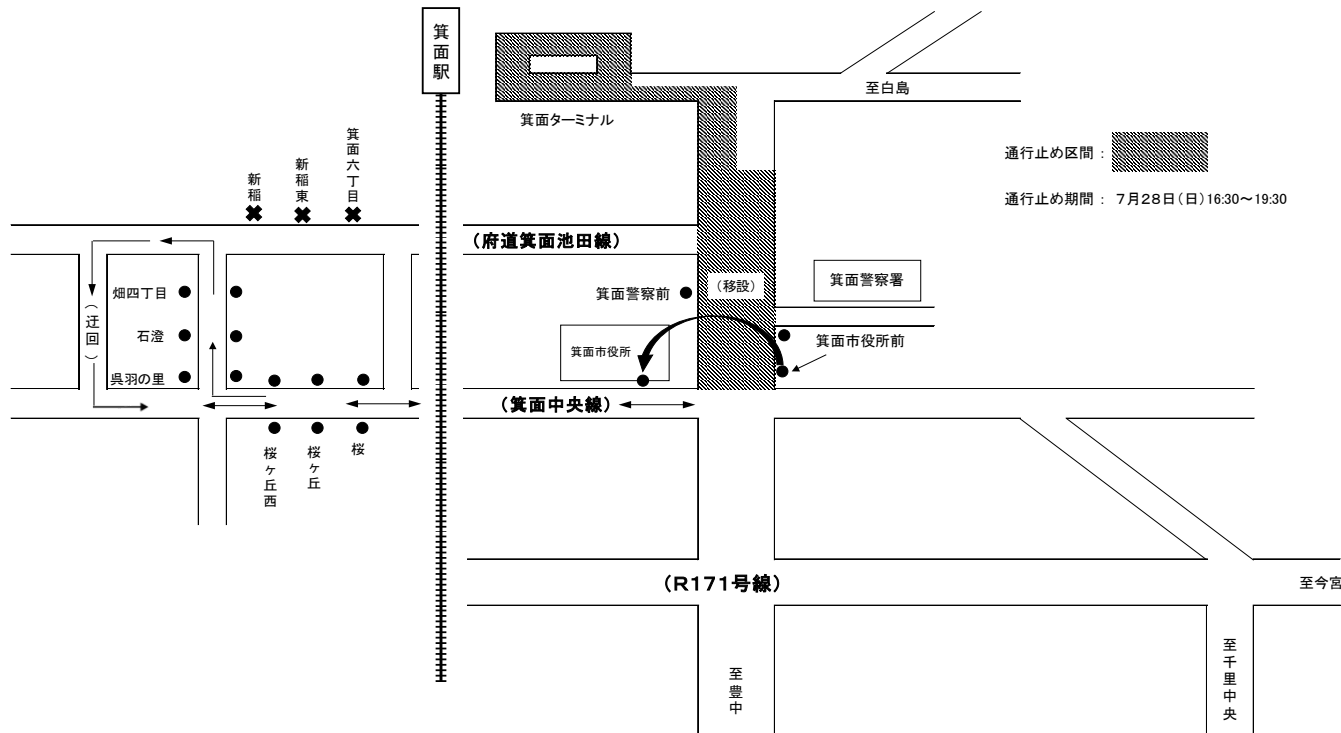 箕面駅
至白島
箕面ターミナル
通行止め区間：
通行止め期間： 7月28日(日)16:30～19:30
新稲
新稲東
箕面六丁目
(府道箕面池田線)
畑四丁目
石澄
呉羽の里
(迂回)
箕面警察前
(移設)
箕面警察署
箕面市役所
箕面市役所前
(箕面中央線)
桜ヶ丘西
桜ヶ丘
桜
(R171号線)
至今宮
至豊中
至千里中央